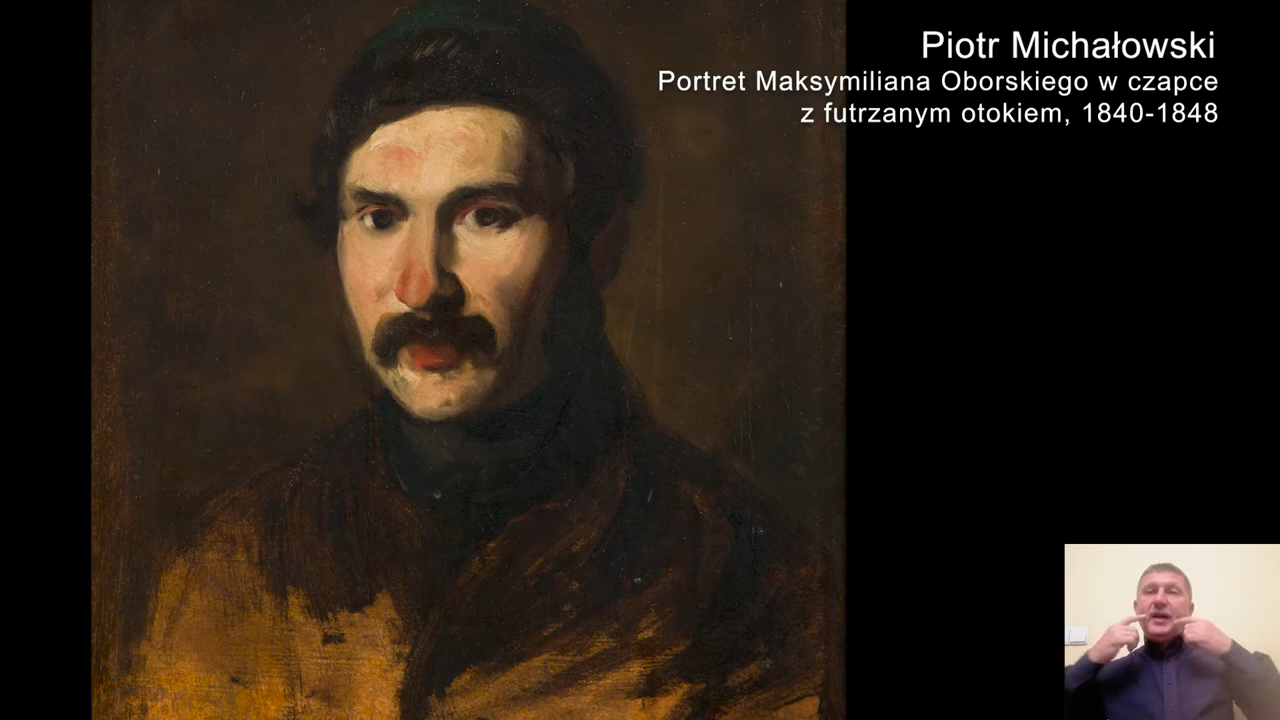 Piotr Michałowski
Portret Maksymiliana Oborskiego w czapce
z futrzanym otokiem, 1840-1848